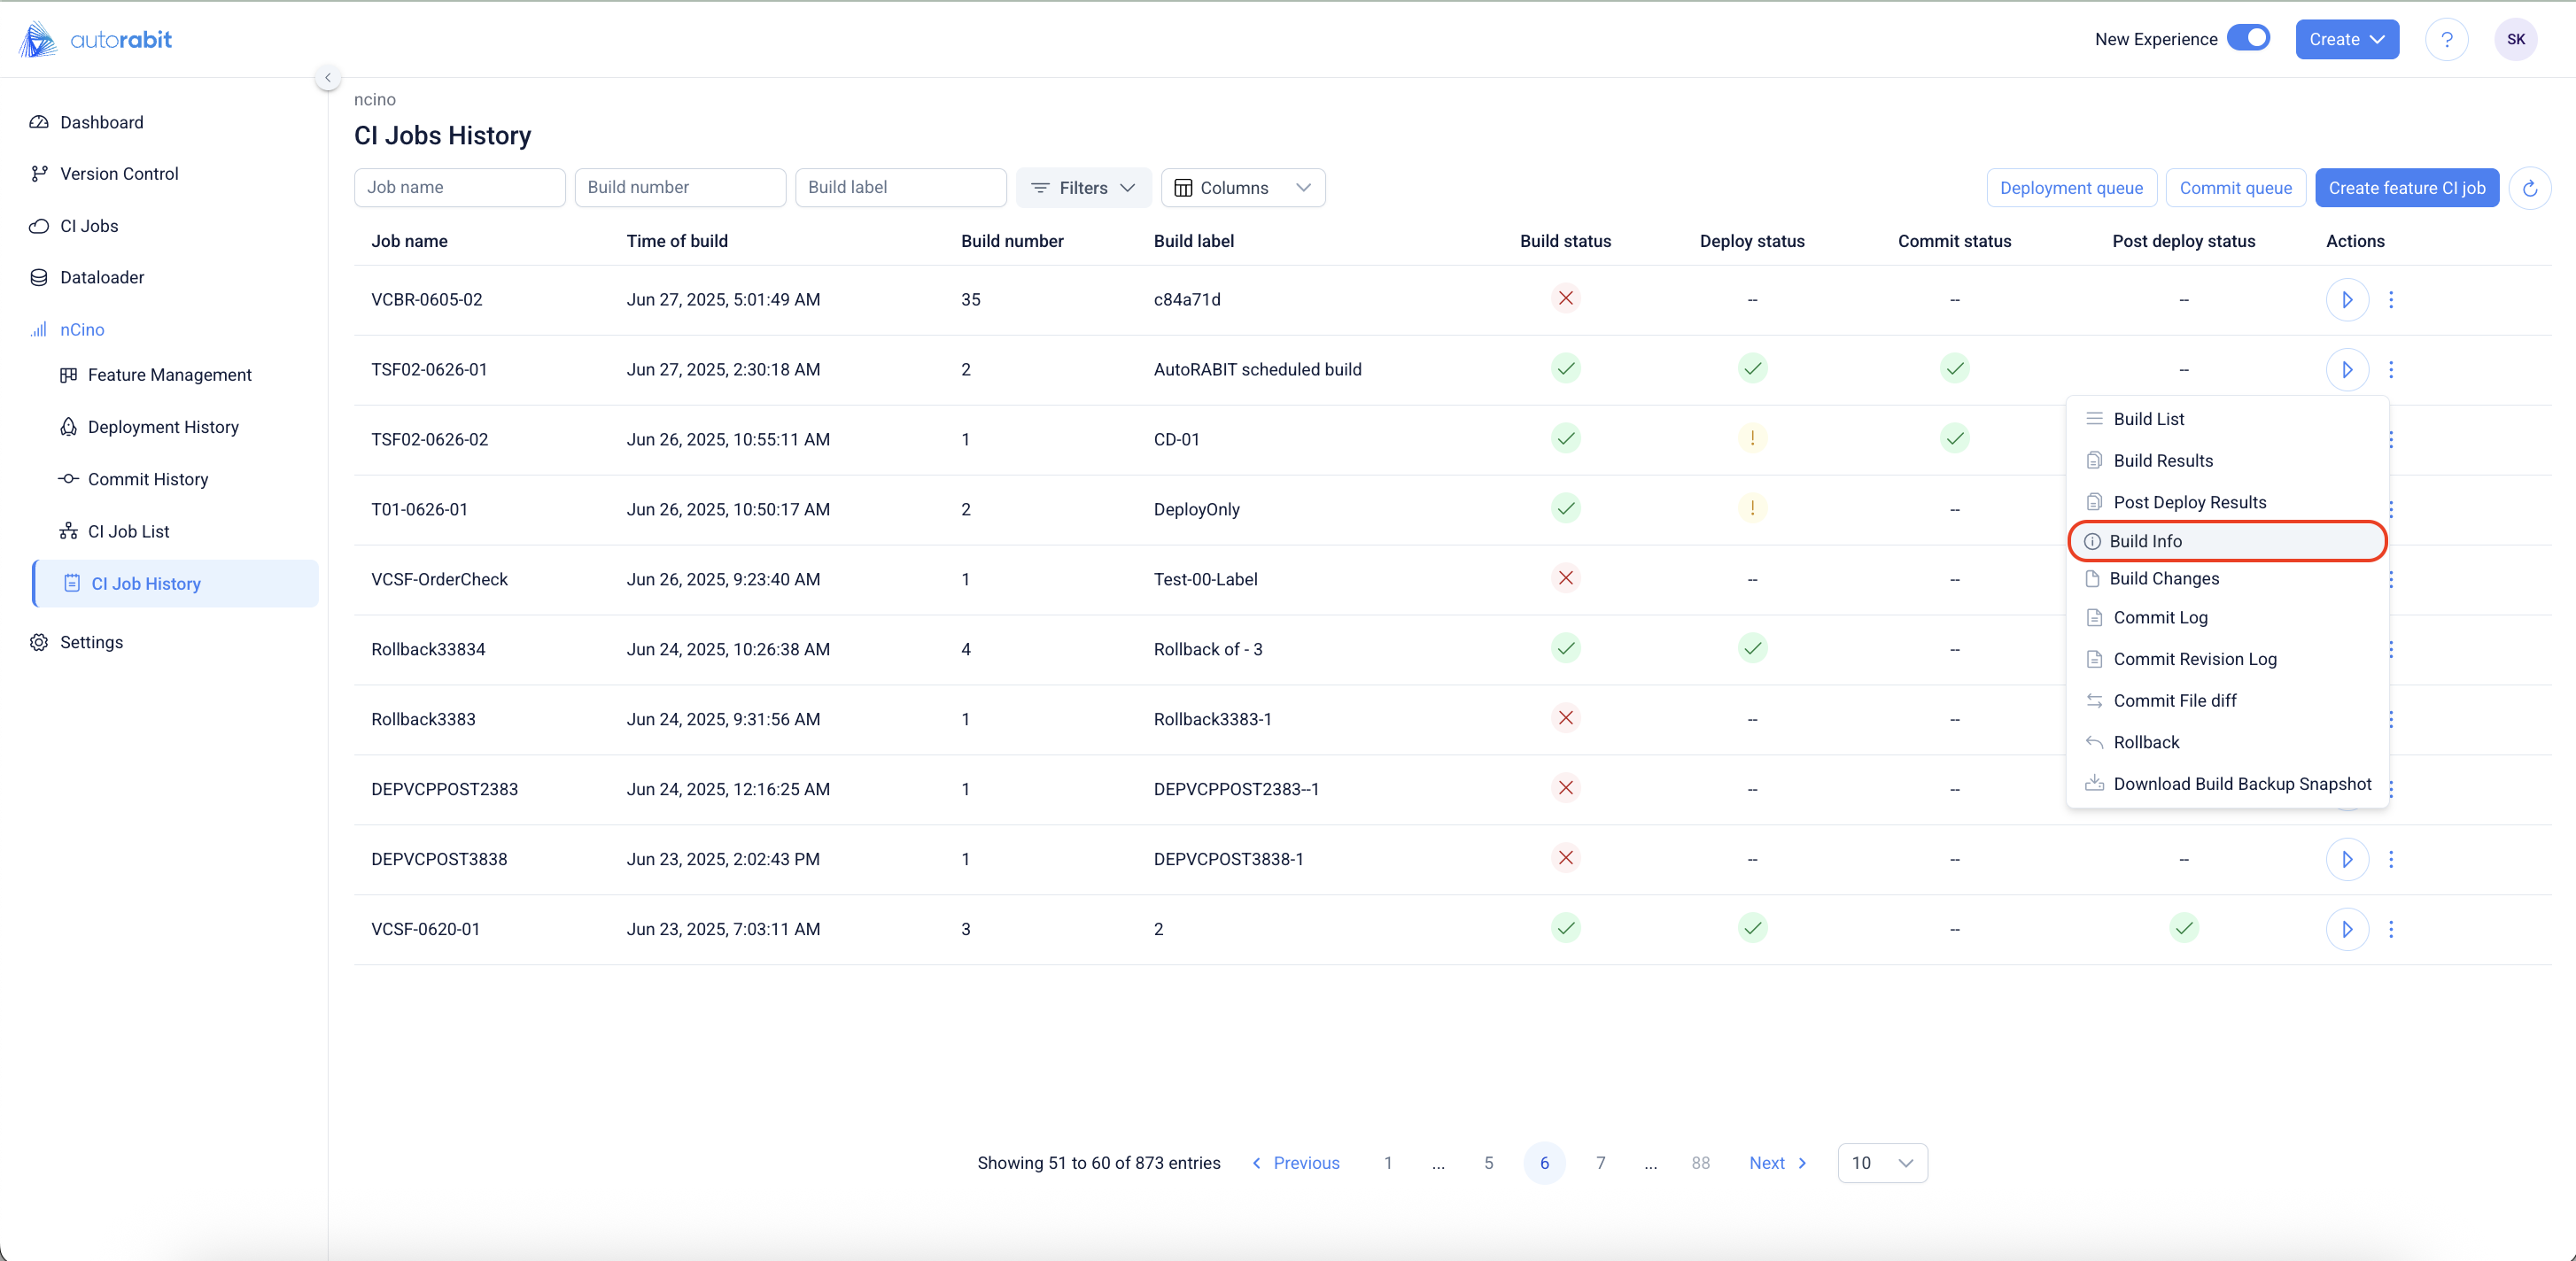 autorabit
New Experience
Create
?
SK
Dashboard
Version Control
CI Jobs
Dataloader
nCino
Feature Management
Deployment History
Commit History
CI Job List
CI Job History
Settings
ncino
CI Jobs History
Job name
Build number
Build label
Filters
Columns
Deployment queue
Commit queue
Create feature CI job
Job name Time of build Build number Build label Build status Deploy status Commit status Post deploy status Actions
VCBR-0605-02 Jun 27, 2025, 5:01:49 AM 35 c84a71d -- -- --
TSF02-0626-01 Jun 27, 2025, 2:30:18 AM 2 AutoRABIT scheduled build --
TSF02-0626-02 Jun 26, 2025, 10:55:11 AM 1 CD-01 !
T01-0626-01 Jun 26, 2025, 10:50:17 AM 2 DeployOnly ! --
VCSF-OrderCheck Jun 26, 2025, 9:23:40 AM 1 Test-00-Label -- --
Rollback33834 Jun 24, 2025, 10:26:38 AM 4 Rollback of - 3 --
Rollback3383 Jun 24, 2025, 9:31:56 AM 1 Rollback3383-1 -- --
DEPVCPPOST2383 Jun 24, 2025, 12:16:25 AM 1 DEPVCPPOST2383--1 -- --
DEPVCPOST3838 Jun 23, 2025, 2:02:43 PM 1 DEPVCPOST3838-1 -- -- --
VCSF-0620-01 Jun 23, 2025, 7:03:11 AM 3 2 --
Build List
Build Results
Post Deploy Results
Build Info
Build Changes
Commit Log
Commit Revision Log
Commit File diff
Rollback
Download Build Backup Snapshot
Showing 51 to 60 of 873 entries Previous 1 ... 5 6 7 ... 88 Next 10